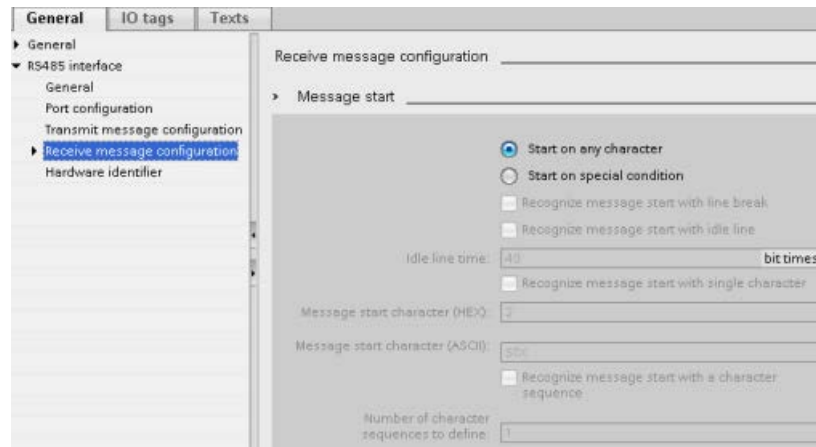 General IO tags Texts
General
RS485 interface
General
Port configuration
Transmit message configuration
Receive message configuration
Hardware identifier
Receive message configuration
Message start
Start on any character
Start on special condition
Recognize message start with line break
Recognize message start with idle line
Idle line time: 40 bit times
Recognize message start with single character
Message start character (HEX): 2
Message start character (ASCII): STX
Recognize message start with a character
sequence
Number of character
sequences to define: 1